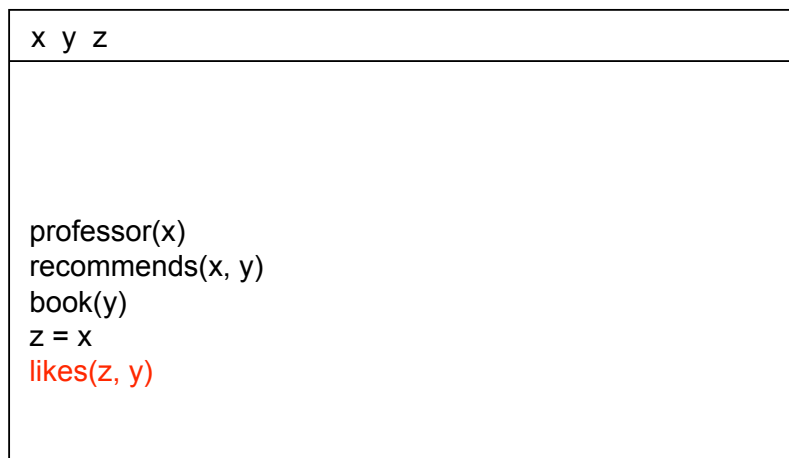 x y z
professor(x)
recommends(x, y)
book(y)
z = x
likes(z, y)